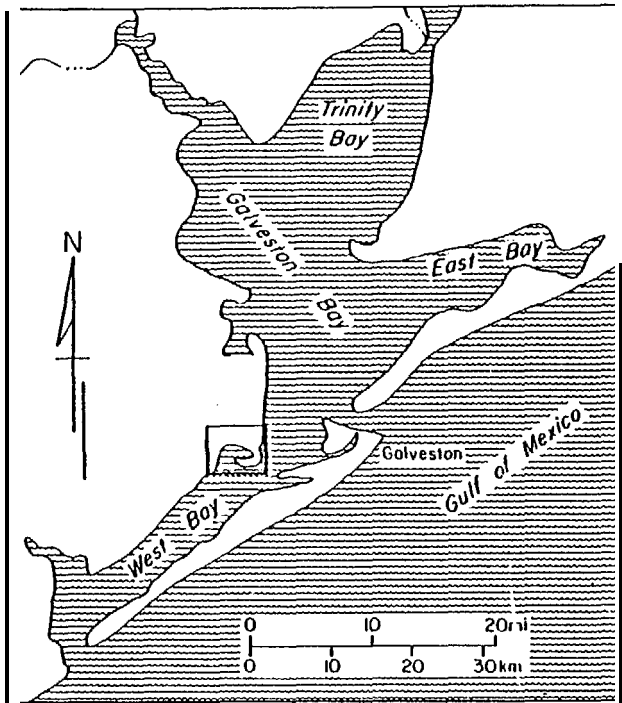 Trinity
Bay
Galveston
Bay
East Bay
N
Galveston
Gulf of Mexico
West Bay
0 10 20mi
0 10 20 30km